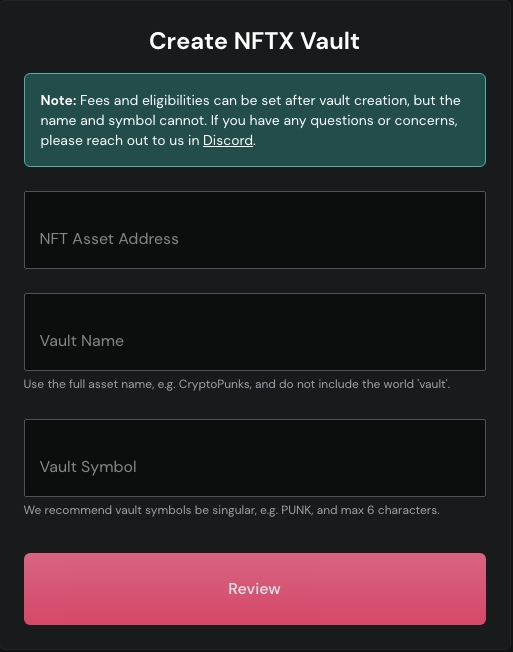 Create NFTX Vault
Note: Fees and eligibilities can be set after vault creation, but the
name and symbol cannot. If you have any questions or concerns,
please reach out to us in Discord.
NFT Asset Address
Vault Name
Use the full asset name, e.g. CryptoPunks, and do not include the world 'vault'.
Vault Symbol
We recommend vault symbols be singular, e.g. PUNK, and max 6 characters.
Review